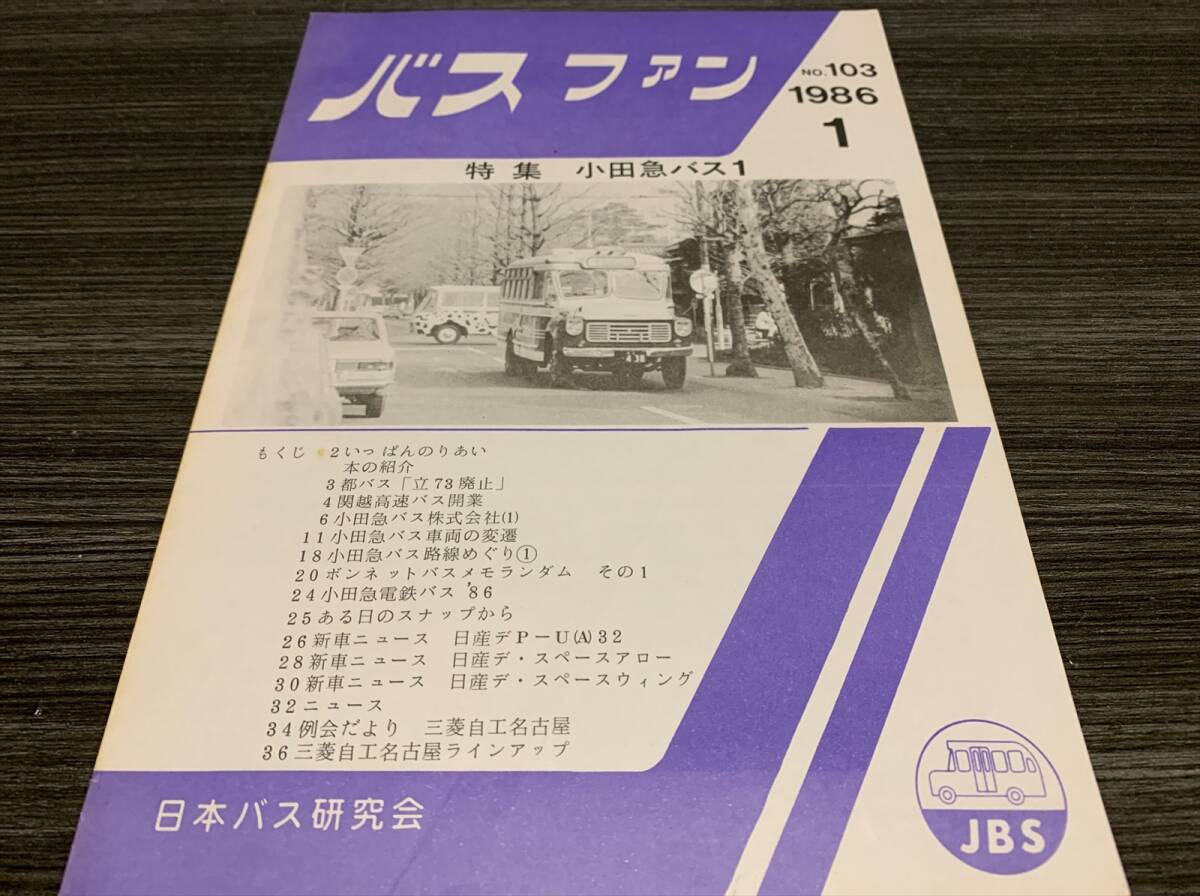 バスファン
NO.103
1986
1
特集 小田急バス1
もくじ 2いっぱんのりあい
本の紹介
3都バス「立73廃止」
4関越高速バス開業
6小田急バス株式会社(1)
11小田急バス車両の変遷
18小田急バス路線めぐり①
20ボンネットバスメモランダム その1
24小田急電鉄バス '86
25ある日のスナップから
26新車ニュース 日産デP-U(A)32
28新車ニュース 日産デ・スペースアロー
30新車ニュース 日産デ・スペースウィング
32ニュース
34例会だより 三菱自工名古屋
36三菱自工名古屋ラインアップ
日本バス研究会
JBS